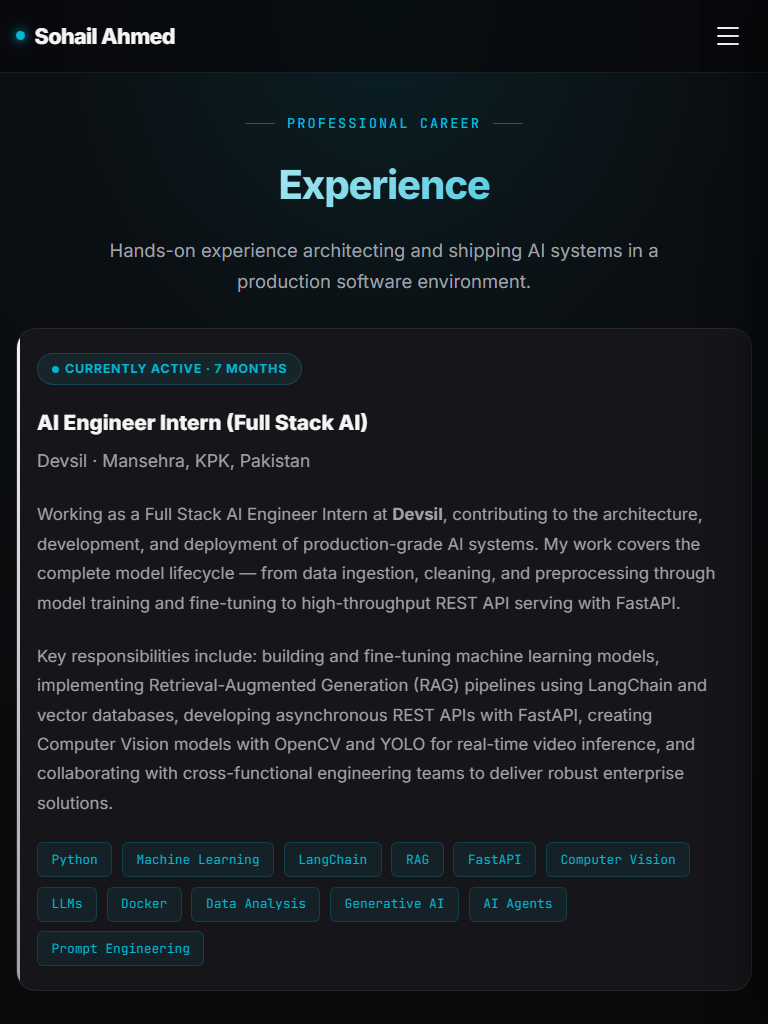 Sohail Ahmed
PROFESSIONAL CAREER
Experience
Hands-on experience architecting and shipping AI systems in a
production software environment.
CURRENTLY ACTIVE · 7 MONTHS
AI Engineer Intern (Full Stack AI)
Devsil · Mansehra, KPK, Pakistan
Working as a Full Stack AI Engineer Intern at Devsil, contributing to the architecture,
development, and deployment of production-grade AI systems. My work covers the
complete model lifecycle — from data ingestion, cleaning, and preprocessing through
model training and fine-tuning to high-throughput REST API serving with FastAPI.
Key responsibilities include: building and fine-tuning machine learning models,
implementing Retrieval-Augmented Generation (RAG) pipelines using LangChain and
vector databases, developing asynchronous REST APIs with FastAPI, creating
Computer Vision models with OpenCV and YOLO for real-time video inference, and
collaborating with cross-functional engineering teams to deliver robust enterprise
solutions.
Python Machine Learning LangChain RAG FastAPI Computer Vision
LLMs Docker Data Analysis Generative AI AI Agents
Prompt Engineering